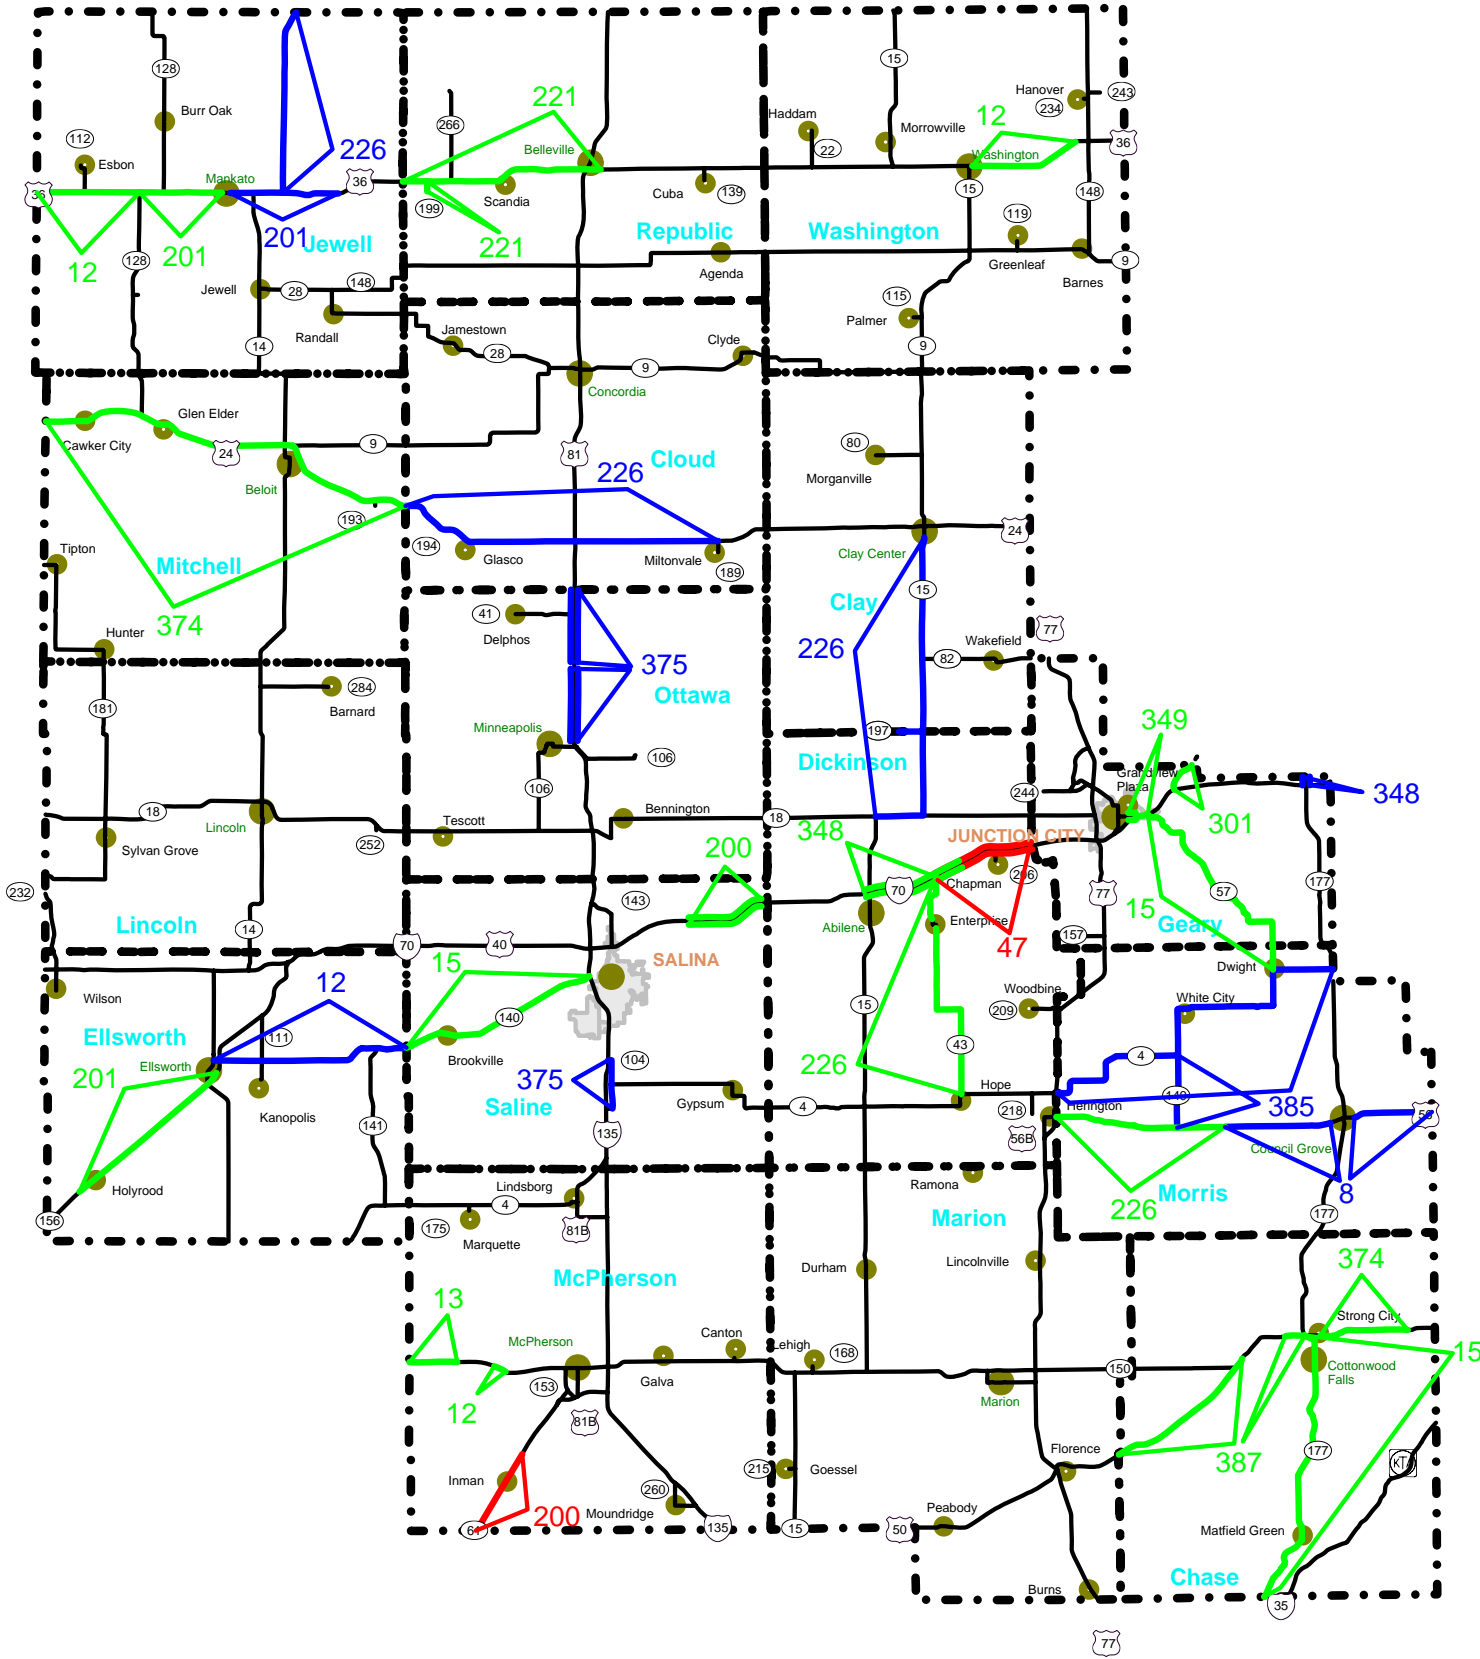 128
15
Hanover
243
234
Burr Oak
112
Esbon
226
221
266
Belleville
Haddam
22
Morrowville
12
Washington
36
36
Mankato
36
199
Scandia
Cuba
139
15
148
119
201
Jewell
221
Republic
Washington
12
201
128
Agenda
Greenleaf
Barnes
9
Jewell
28
148
Randall
115
Palmer
14
Jamestown
28
Clyde
9
9
Concordia
Glen Elder
Cawker City
24
9
81
Cloud
80
Morganville
Beloit
226
193
194
Glasco
Miltonvale
189
24
Clay Center
Tipton
Mitchell
374
Hunter
41
Delphos
15
Clay
77
226
Wakefield
82
375
Ottawa
284
Barnard
181
Minneapolis
106
106
197
Dickinson
349
Grandview
Plaza
244
348
301
18
Lincoln
Sylvan Grove
252
Tescott
Bennington
18
348
JUNCTION CITY
200
206
Chapman
70
77
57
177
232
143
Abilene
Enterprise
15
Geary
Lincoln
14
70
40
47
157
SALINA
Dwight
Wilson
12
15
15
Woodbine
209
White City
Ellsworth
111
140
Brookville
Ellsworth
201
Kanopolis
375
104
Saline
Gypsum
4
226
43
Hope
218
56B
Herington
4
149
385
56
Council Grove
141
135
Holyrood
156
Lindsborg
4
175
Marquette
81B
Ramona
Marion
226
Morris
8
177
McPherson
Durham
Lincolnville
374
13
McPherson
Canton
Lehigh
168
Strong City
15
153
Galva
150
Cottonwood
Falls
12
81B
Marion
Florence
387
177
KTA
Inman
260
215
Goessel
200
61
Moundridge
135
15
50
Peabody
Matfield Green
Burns
Chase
35
77